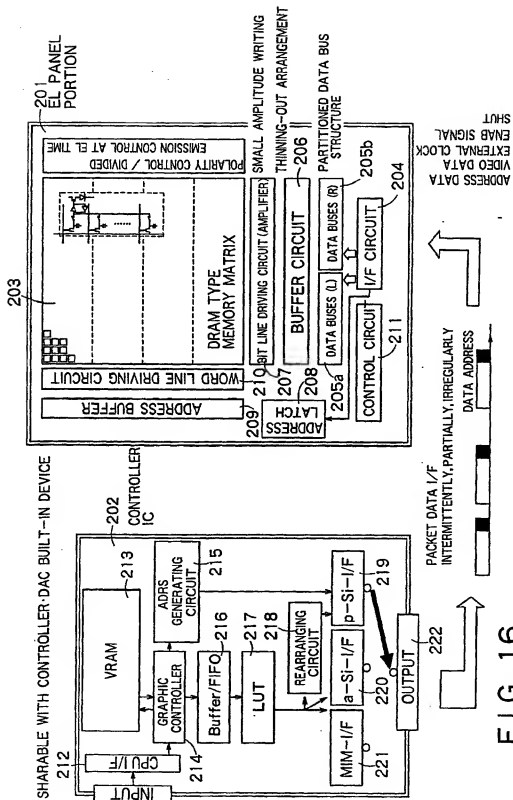 SHARABLE WITH CONTROLLER·DAC BUILT-IN DEVICE
202
CONTROLLER IC
INPUT
212
CPU I/F
213
VRAM
GRAPHIC CONTROLLER
214
ADRS GENERATING CIRCUIT
215
Buffer/FIFO
216
LUT
217
REARRANGING CIRCUIT
218
MIM-I/F
221
a-Si-I/F
220
p-Si-I/F
219
OUTPUT
222
PACKET DATA I/F
INTERMITTENTLY,PARTIALLY,IRREGULARLY
DATA ADDRESS
ADDRESS DATA
VIDEO DATA
EXTERNAL CLOCK
ENAB SIGNAL
SHUT
201
EL PANEL
PORTION
203
ADDRESS BUFFER
209
WORD LINE DRIVING CIRCUIT
210
DRAM TYPE
MEMORY MATRIX
POLARITY CONTROL / DIVIDED
EMISSION CONTROL AT EL TIME
BIT LINE DRIVING CIRCUIT (AMPLIFIER)
207
SMALL AMPLITUDE WRITING
BUFFER CIRCUIT
206
THINNING-OUT ARRANGEMENT
ADDRESS LATCH
208
DATA BUSES (L)
205a
DATA BUSES (R)
205b
PARTITIONED DATA BUS
STRUCTURE
CONTROL CIRCUIT
211
I/F CIRCUIT
204
FIG. 16